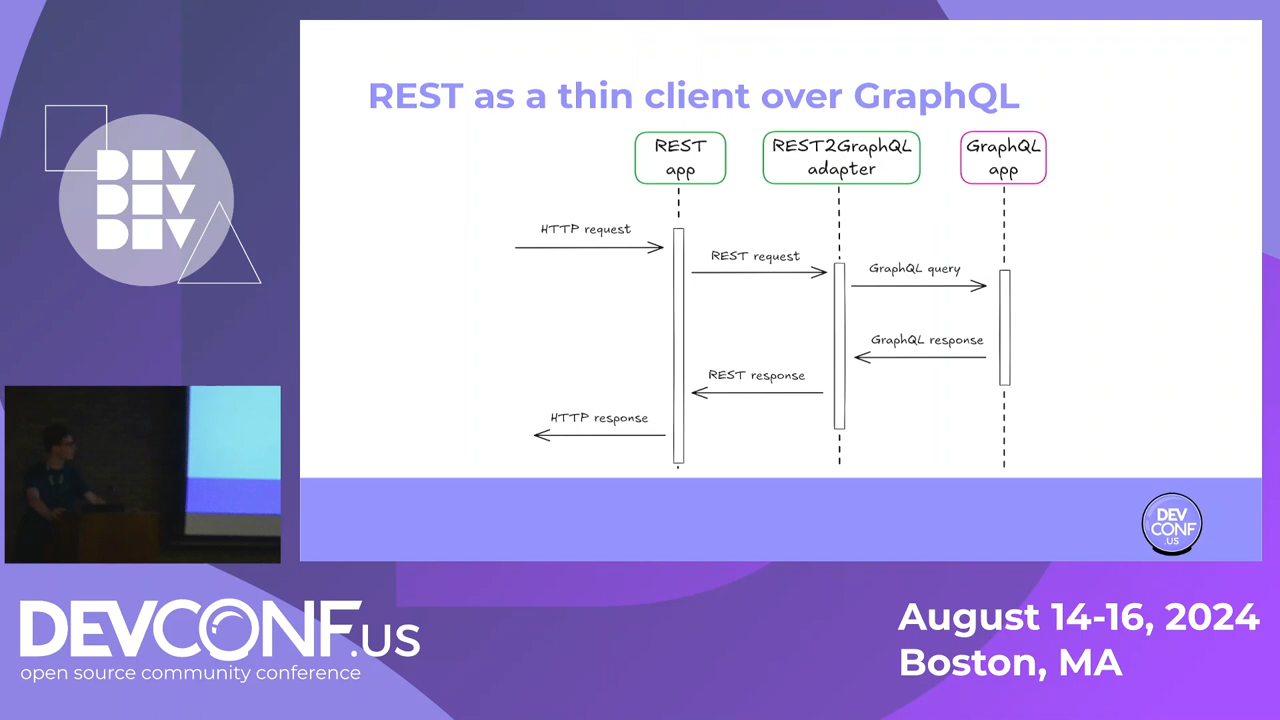 REST as a thin client over GraphQL
REST
app
REST2GraphQL
adapter
GraphQL
app
HTTP request
REST request
GraphQL query
GraphQL response
REST response
HTTP response
DEV
DEV
DEV
DEV
CONF
.US
DEVCONF.US
open source community conference
August 14-16, 2024
Boston, MA